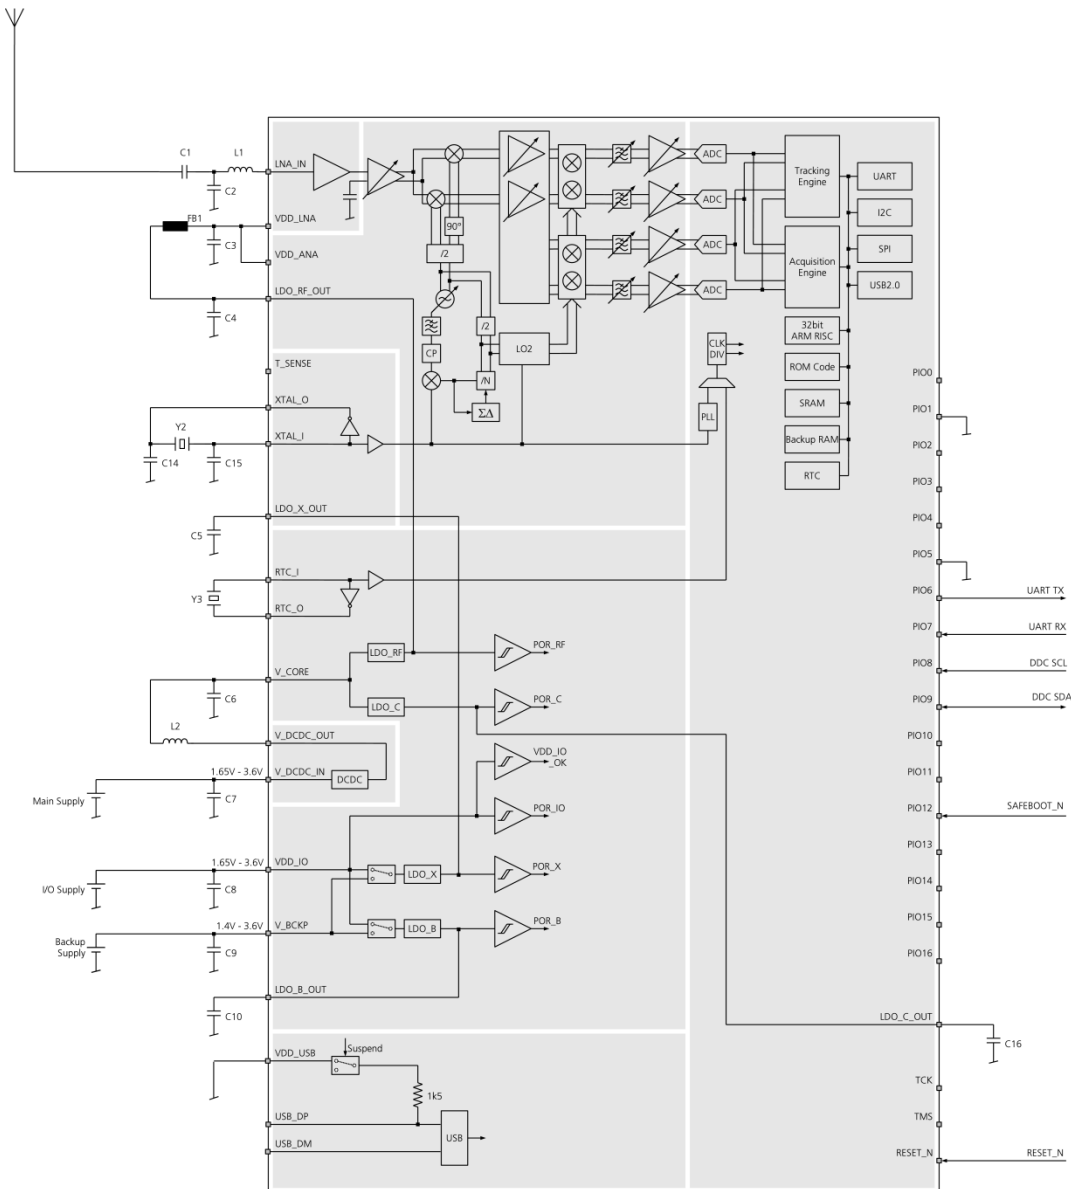 C1
L1
LNA_IN
C2
FB1
VDD_LNA
C3
VDD_ANA
LDO_RF_OUT
C4
T_SENSE
XTAL_O
Y2
XTAL_I
C14
C15
LDO_X_OUT
C5
RTC_I
Y3
RTC_O
V_CORE
C6
L2
V_DCDC_OUT
1.65V - 3.6V
V_DCDC_IN
DCDC
Main Supply
C7
1.65V - 3.6V
VDD_IO
I/O Supply
C8
1.4V - 3.6V
V_BCKP
Backup
Supply
C9
LDO_B_OUT
C10
VDD_USB
Suspend
1k5
USB_DP
USB
USB_DM
90°
/2
CP
/2
/N
ΣΔ
LO2
ADC
ADC
ADC
ADC
CLK
DIV
PLL
Tracking
Engine
Acquisition
Engine
32bit
ARM RISC
ROM Code
SRAM
Backup RAM
RTC
UART
I2C
SPI
USB2.0
LDO_RF
POR_RF
LDO_C
POR_C
VDD_IO
_OK
POR_IO
LDO_X
POR_X
LDO_B
POR_B
PIO0
PIO1
PIO2
PIO3
PIO4
PIO5
PIO6
UART TX
PIO7
UART RX
PIO8
DDC SCL
PIO9
DDC SDA
PIO10
PIO11
PIO12
SAFEBOOT_N
PIO13
PIO14
PIO15
PIO16
LDO_C_OUT
C16
TCK
TMS
RESET_N
RESET_N